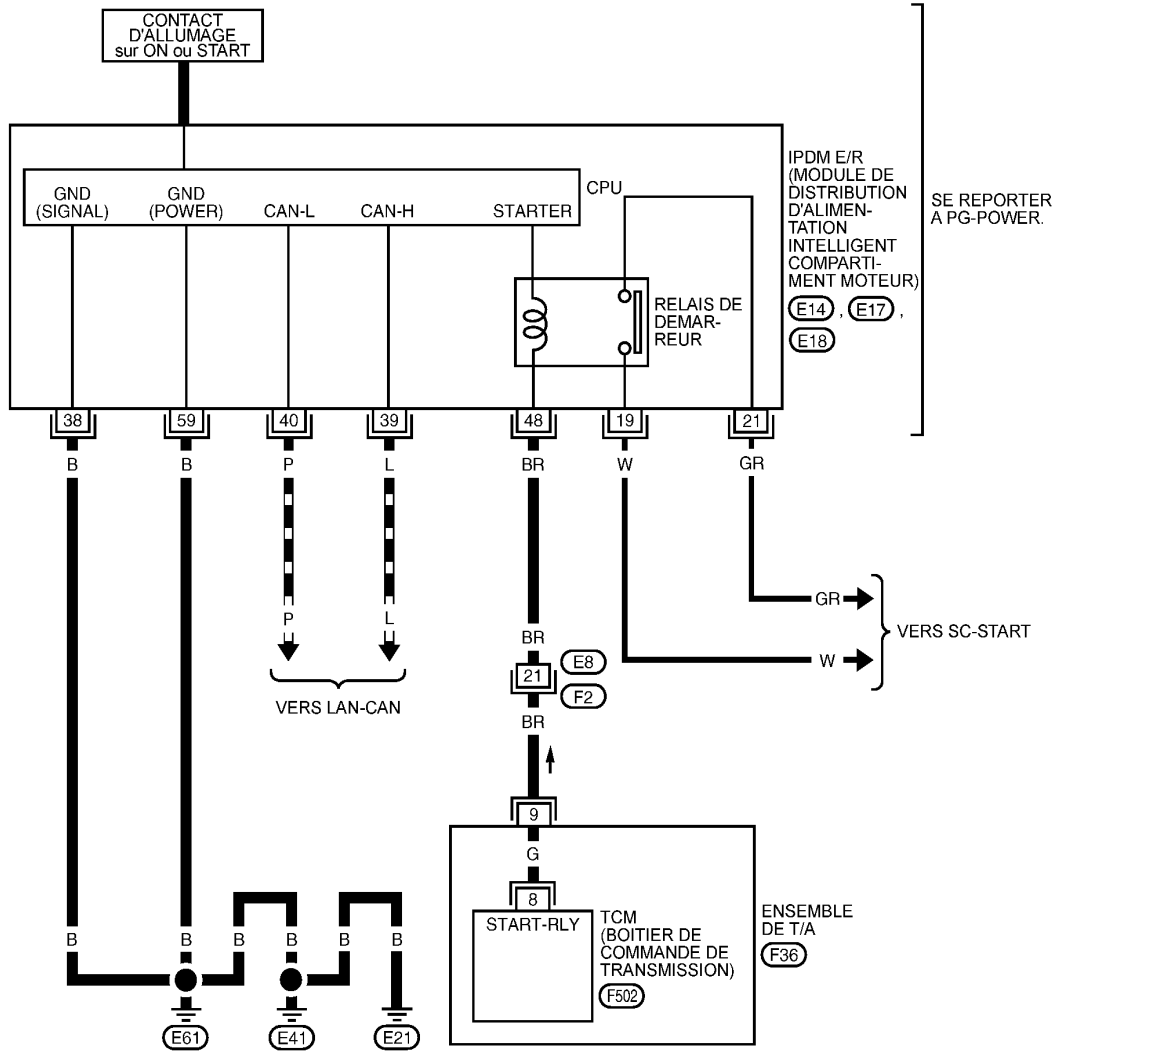 CONTACT
D'ALLUMAGE
sur ON ou START
IPDM E/R
(MODULE DE
DISTRIBUTION
D'ALIMEN-
TATION
INTELLIGENT
COMPARTI-
MENT MOTEUR)
E14 , E17 ,
E18
SE REPORTER
A PG-POWER.
CPU
GND
(SIGNAL)
GND
(POWER)
CAN-L
CAN-H
STARTER
RELAIS DE
DEMAR-
REUR
38
59
40
39
48
19
21
B
B
P
L
BR
W
GR
P
L
VERS LAN-CAN
GR
W
VERS SC-START
BR
21
E8
F2
BR
9
G
8
START-RLY
TCM
(BOITIER DE
COMMANDE DE
TRANSMISSION)
F502
ENSEMBLE
DE T/A
F36
B
B
B
B
B
B
E61
E41
E21